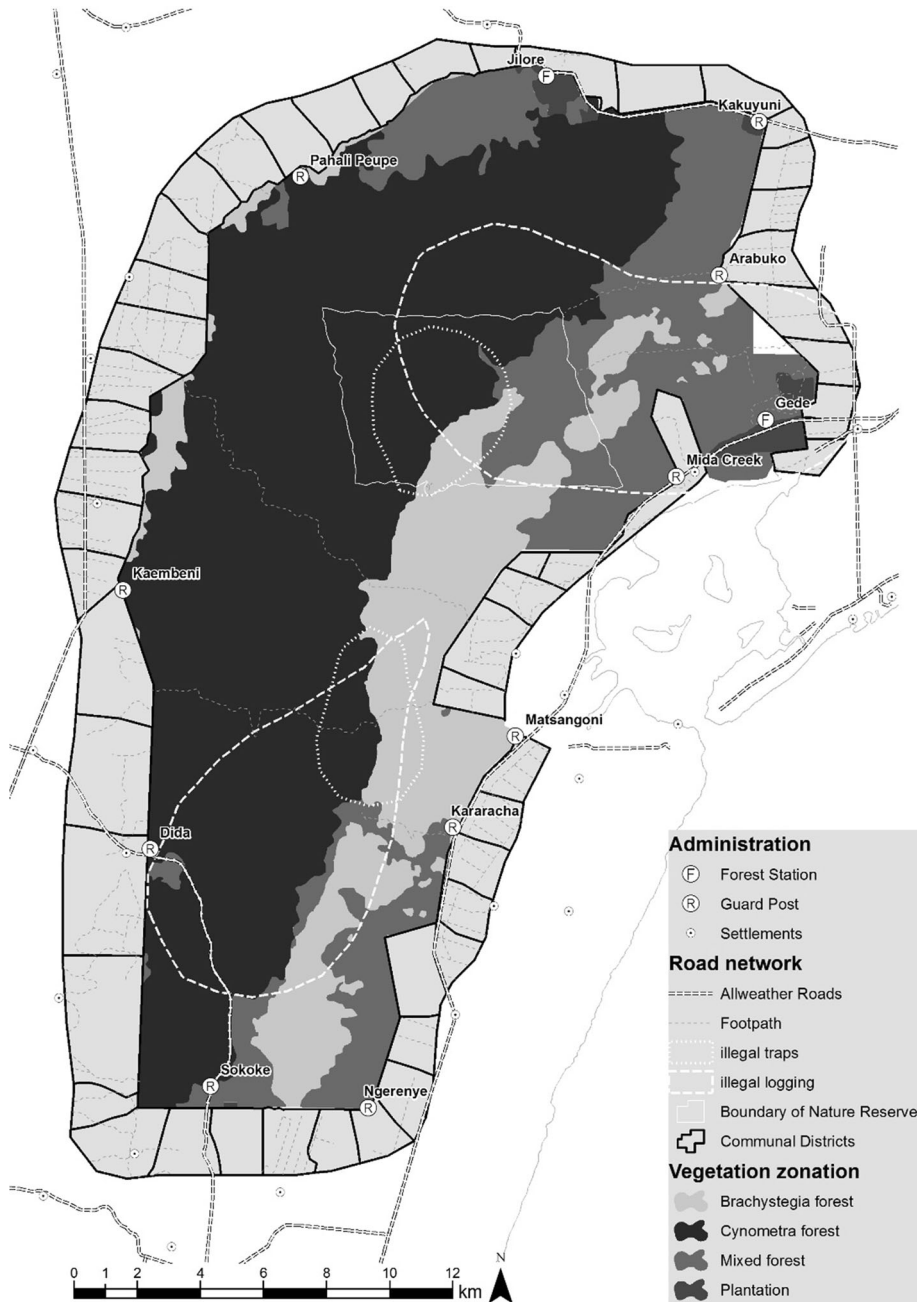 Jilore
F
Kakuyuni
R
Pahali Peupe
R
Arabuko
R
Gede
F
Mida Creek
R
Kaembeni
R
Matsangoni
R
Kararacha
R
Dida
R
Sokoke
R
Ngerenye
R
Administration
F Forest Station
R Guard Post
Settlements
Road network
Allweather Roads
Footpath
illegal traps
illegal logging
Boundary of Nature Reserve
Communal Districts
Vegetation zonation
Brachystegia forest
Cynometra forest
Mixed forest
Plantation
N
0 2 4 6 8 10 12
km